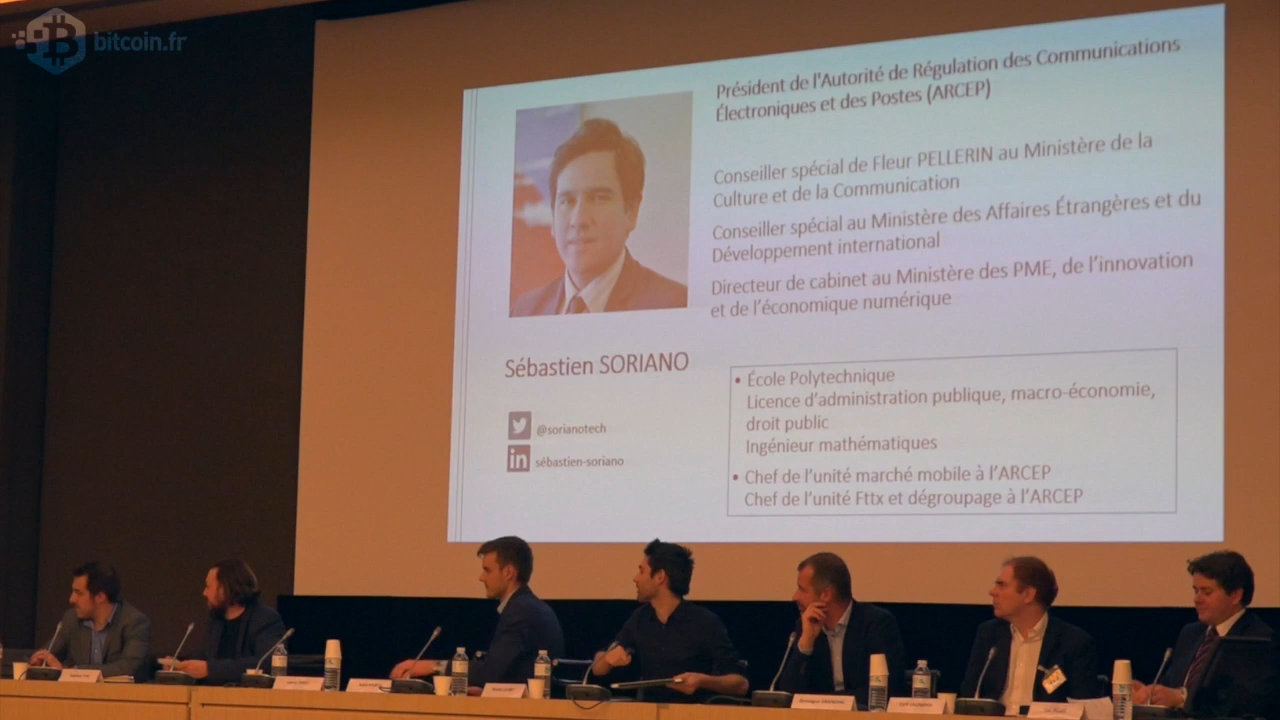 bitcoin.fr
Président de l'Autorité de Régulation des Communications
Électroniques et des Postes (ARCEP)
Conseiller spécial de Fleur PELLERIN au Ministère de la
Culture et de la Communication
Conseiller spécial au Ministère des Affaires Étrangères et du
Développement international
Directeur de cabinet au Ministère des PME, de l'innovation
et de l'économique numérique
Sébastien SORIANO
@sorianotech
sébastien-soriano
• École Polytechnique
Licence d'administration publique, macro-économie,
droit public
Ingénieur mathématiques
• Chef de l'unité marché mobile à l'ARCEP
Chef de l'unité Fttx et dégroupage à l'ARCEP